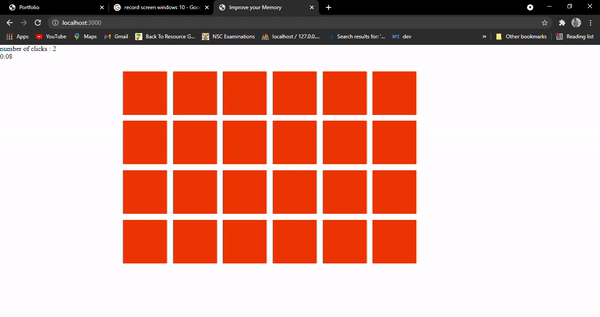 Portfolio
record screen windows 10 - Goo
Improve your Memory
localhost:3000
Apps
YouTube
Maps
Gmail
Back To Resource G...
NSC Examinations
localhost / 127.0.0....
Search results for: '...
dev
Other bookmarks
Reading list
number of clicks : 2
0:08